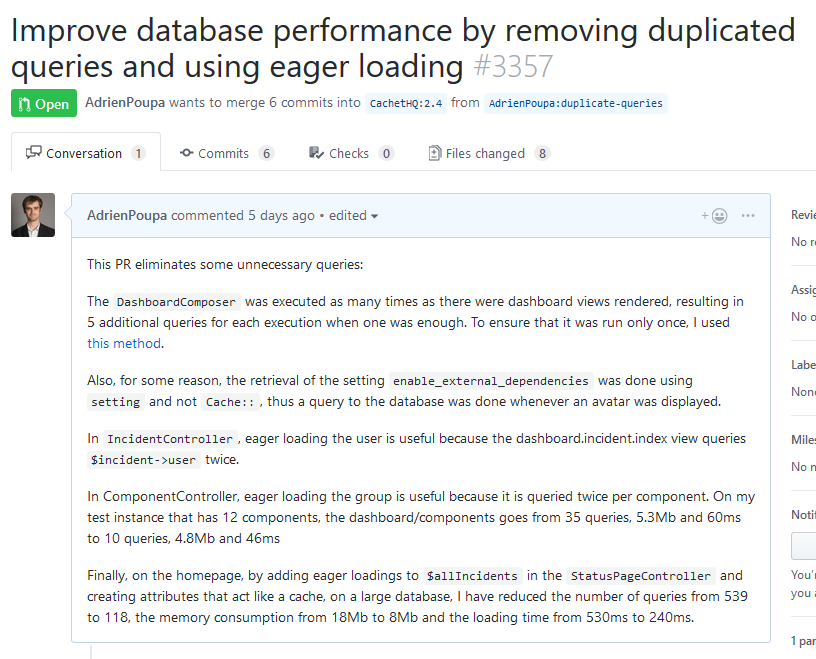 Improve database performance by removing duplicated
queries and using eager loading #3357
Open AdrienPoupa wants to merge 6 commits into CachetHQ:2.4 from AdrienPoupa:duplicate-queries
Conversation 1 Commits 6 Checks 0 Files changed 8
AdrienPoupa commented 5 days ago • edited
This PR eliminates some unnecessary queries:
The DashboardComposer was executed as many times as there were dashboard views rendered, resulting in
5 additional queries for each execution when one was enough. To ensure that it was run only once, I used
this method.
Also, for some reason, the retrieval of the setting enable_external_dependencies was done using
setting and not Cache::, thus a query to the database was done whenever an avatar was displayed.
In IncidentController, eager loading the user is useful because the dashboard.incident.index view queries
$incident->user twice.
In ComponentController, eager loading the group is useful because it is queried twice per component. On my
test instance that has 12 components, the dashboard/components goes from 35 queries, 5.3Mb and 60ms
to 10 queries, 4.8Mb and 46ms
Finally, on the homepage, by adding eager loadings to $allIncidents in the StatusPageController and
creating attributes that act like a cache, on a large database, I have reduced the number of queries from 539
to 118, the memory consumption from 18Mb to 8Mb and the loading time from 530ms to 240ms.
Revie
No re
Assig
No o
Labe
None
Miles
No m
Notif
You'r
you a
1 par